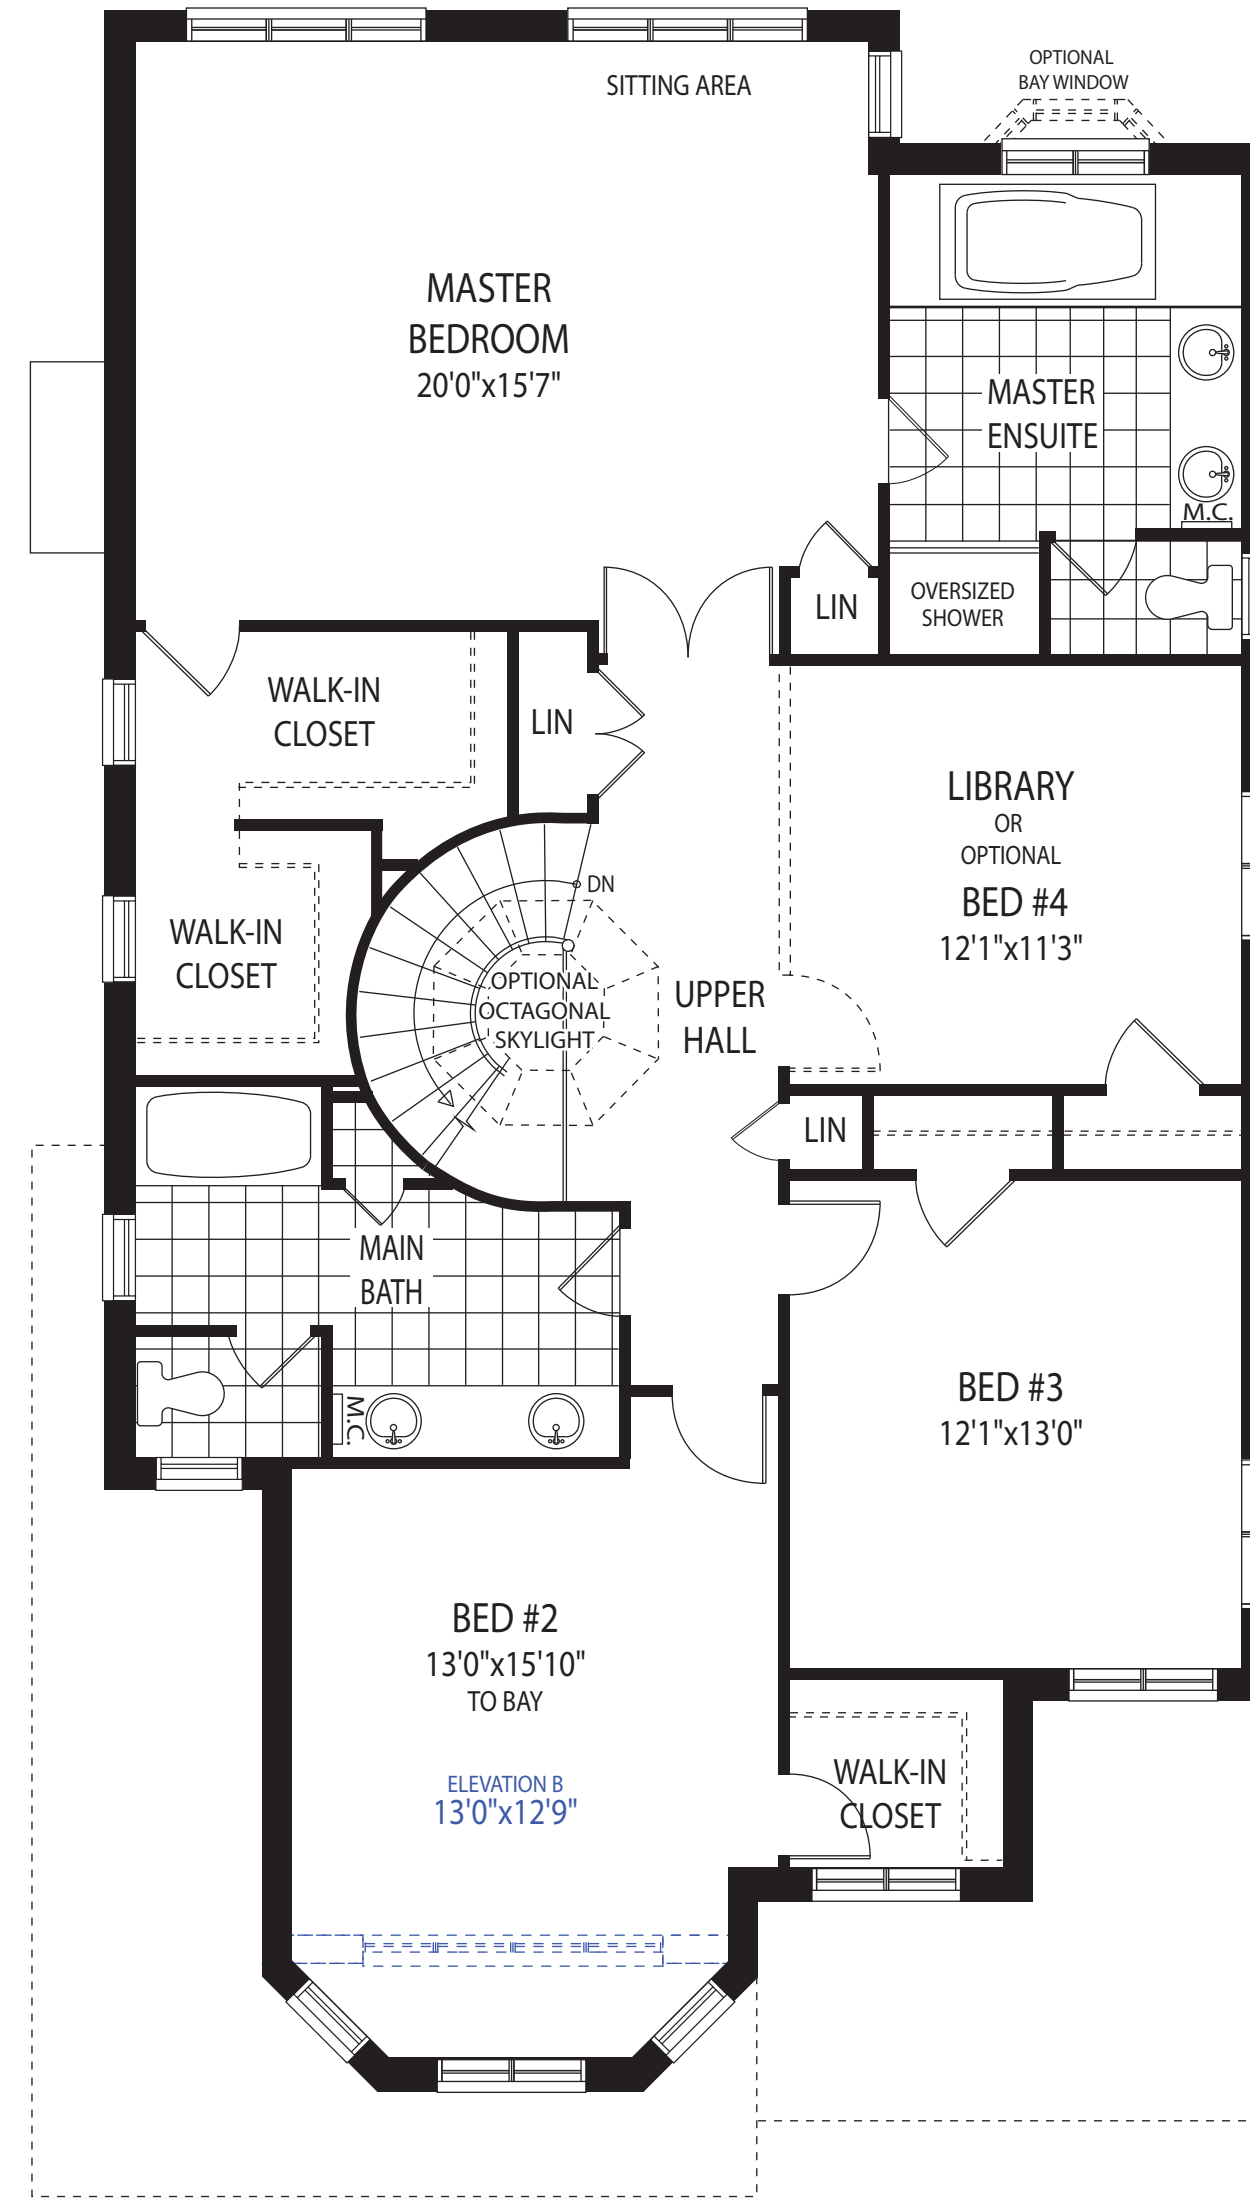 OPTIONAL
BAY WINDOW
SITTING AREA
MASTER
BEDROOM
20'0"x15'7"
MASTER
ENSUITE
M.C.
OVERSIZED
SHOWER
LIN
WALK-IN
CLOSET
LIN
LIBRARY
OR
OPTIONAL
BED #4
12'1"x11'3"
DN
WALK-IN
CLOSET
OPTIONAL
OCTAGONAL
SKYLIGHT
UPPER
HALL
LIN
MAIN
BATH
M.C.
BED #3
12'1"x13'0"
BED #2
13'0"x15'10"
TO BAY
ELEVATION B
13'0"x12'9"
WALK-IN
CLOSET